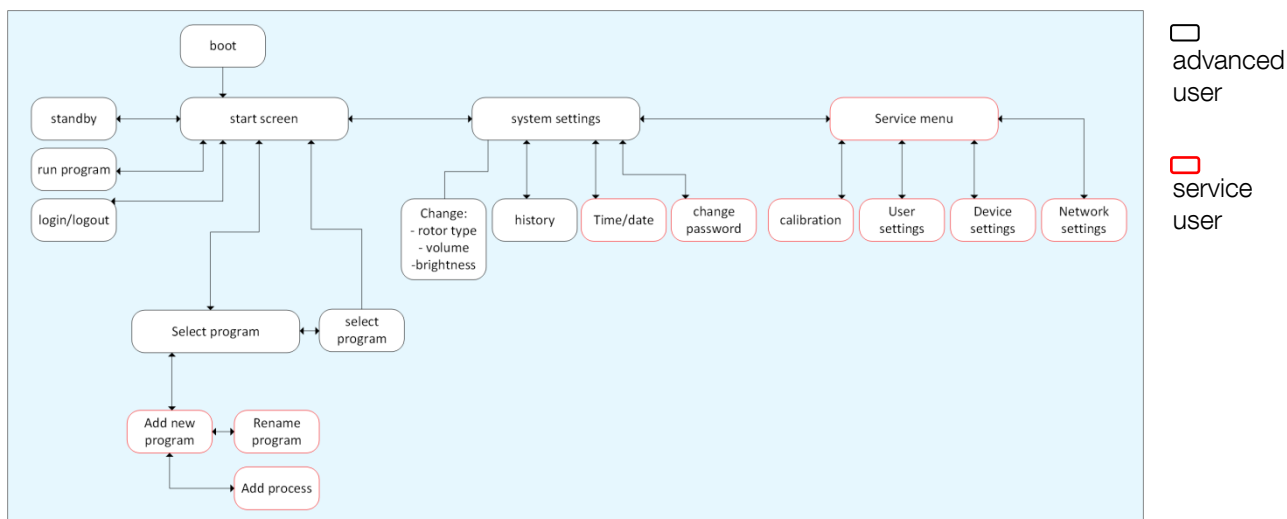 boot
advanced
user
standby
start screen
system settings
Service menu
run program
service
user
login/logout
Change:
- rotor type
- volume
-brightness
history
Time/date
change
password
calibration
User
settings
Device
settings
Network
settings
Select program
select
program
Add new
program
Rename
program
Add process